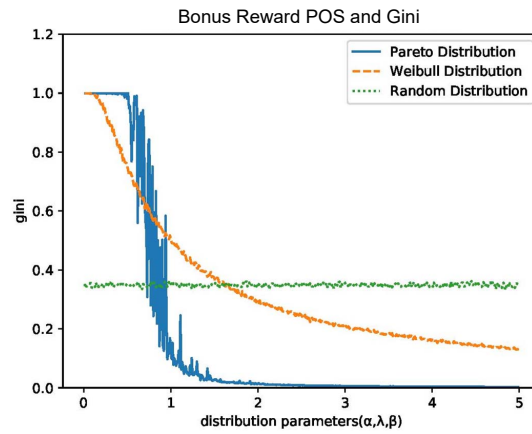 Bonus Reward POS and Gini
1.2
1.0
0.8
0.6
0.4
0.2
0.0
gini
Pareto Distribution
Weibull Distribution
Random Distribution
0 1 2 3 4 5
distribution parameters(α,λ,β)